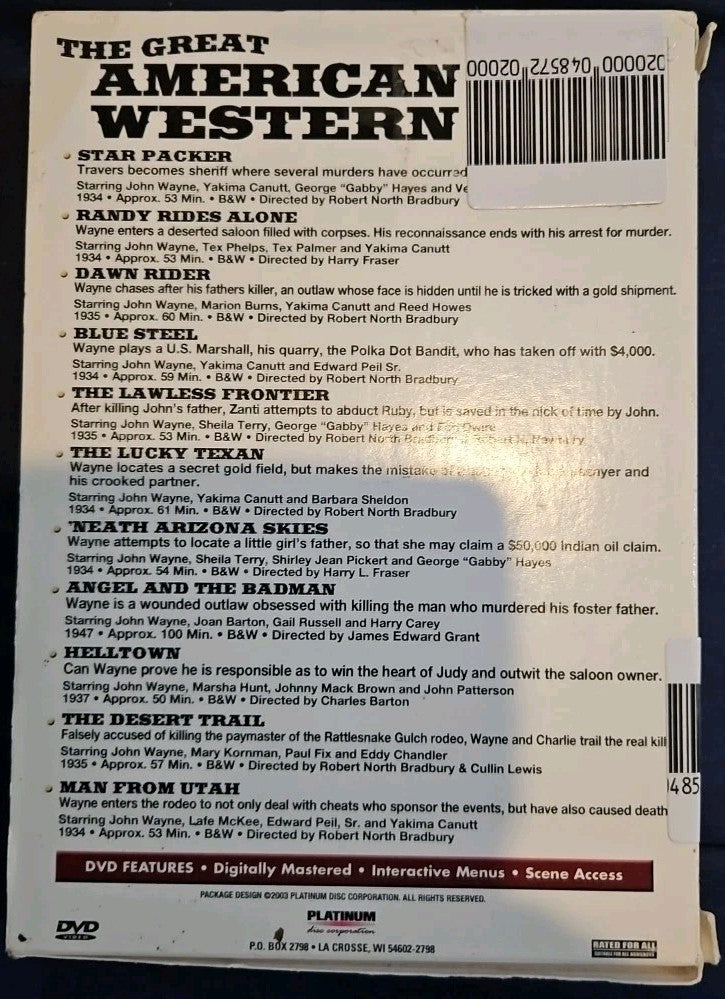 THE GREAT
AMERICAN
WESTERN
02000 048572 000002
STAR PACKER
Travers becomes sheriff where several murders have occurred
Starring John Wayne, Yakima Canutt, George "Gabby" Hayes and Ve
1934 • Approx. 53 Min. • B&W • Directed by Robert North Bradbury
RANDY RIDES ALONE
Wayne enters a deserted saloon filled with corpses. His reconnaissance ends with his arrest for murder.
Starring John Wayne, Tex Phelps, Tex Palmer and Yakima Canutt
1934 • Approx. 53 Min. • B&W • Directed by Harry Fraser
DAWN RIDER
Wayne chases after his fathers killer, an outlaw whose face is hidden until he is tricked with a gold shipment.
Starring John Wayne, Marion Burns, Yakima Canutt and Reed Howes
1935 • Approx. 60 Min. • B&W • Directed by Robert North Bradbury
BLUE STEEL
Wayne plays a U.S. Marshall, his quarry, the Polka Dot Bandit, who has taken off with $4,000.
Starring John Wayne, Yakima Canutt and Edward Peil Sr.
1934 • Approx. 59 Min. • B&W • Directed by Robert North Bradbury
THE LAWLESS FRONTIER
After killing John's father, Zanti attempts to abduct Ruby, but is saved in the nick of time by John.
Starring John Wayne, Sheila Terry, George "Gabby" Hayes and
1935 • Approx. 53 Min. • B&W • Directed by Robert North
THE LUCKY TEXAN
Wayne locates a secret gold field, but makes the mistake of and
his crooked partner.
Starring John Wayne, Yakima Canutt and Barbara Sheldon
1934 • Approx. 61 Min. • B&W • Directed by Robert North Bradbury
'NEATH ARIZONA SKIES
Wayne attempts to locate a little girl's father, so that she may claim a $50,000 Indian oil claim.
Starring John Wayne, Sheila Terry, Shirley Jean Pickert and George "Gabby" Hayes
1934 • Approx. 54 Min. • B&W • Directed by Harry L. Fraser
ANGEL AND THE BADMAN
Wayne is a wounded outlaw obsessed with killing the man who murdered his foster father.
Starring John Wayne, Joan Barton, Gail Russell and Harry Carey
1947 • Approx. 100 Min. • B&W • Directed by James Edward Grant
HELLTOWN
Can Wayne prove he is responsible as to win the heart of Judy and outwit the saloon owner.
Starring John Wayne, Marsha Hunt, Johnny Mack Brown and John Patterson
1937 • Approx. 50 Min. • B&W • Directed by Charles Barton
THE DESERT TRAIL
Falsely accused of killing the paymaster of the Rattlesnake Gulch rodeo, Wayne and Charlie trail the real kill
Starring John Wayne, Mary Kornman, Paul Fix and Eddy Chandler
1935 • Approx. 57 Min. • B&W • Directed by Robert North Bradbury & Cullin Lewis
485
MAN FROM UTAH
Wayne enters the rodeo to not only deal with cheats who sponsor the events, but have also caused death
Starring John Wayne, Lafe McKee, Edward Peil, Sr. and Yakima Canutt
1934 • Approx. 53 Min. • B&W • Directed by Robert North Bradbury
DVD FEATURES • Digitally Mastered • Interactive Menus • Scene Access
PACKAGE DESIGN ©2003 PLATINUM DISC CORPORATION. ALL RIGHTS RESERVED.
PLATINUM
disc corporation
DVD
VIDEO
P.O. BOX 2798 • LA CROSSE, WI 54602-2798
RATED FOR ALL
SUITABLE FOR ALL AUDIENCES